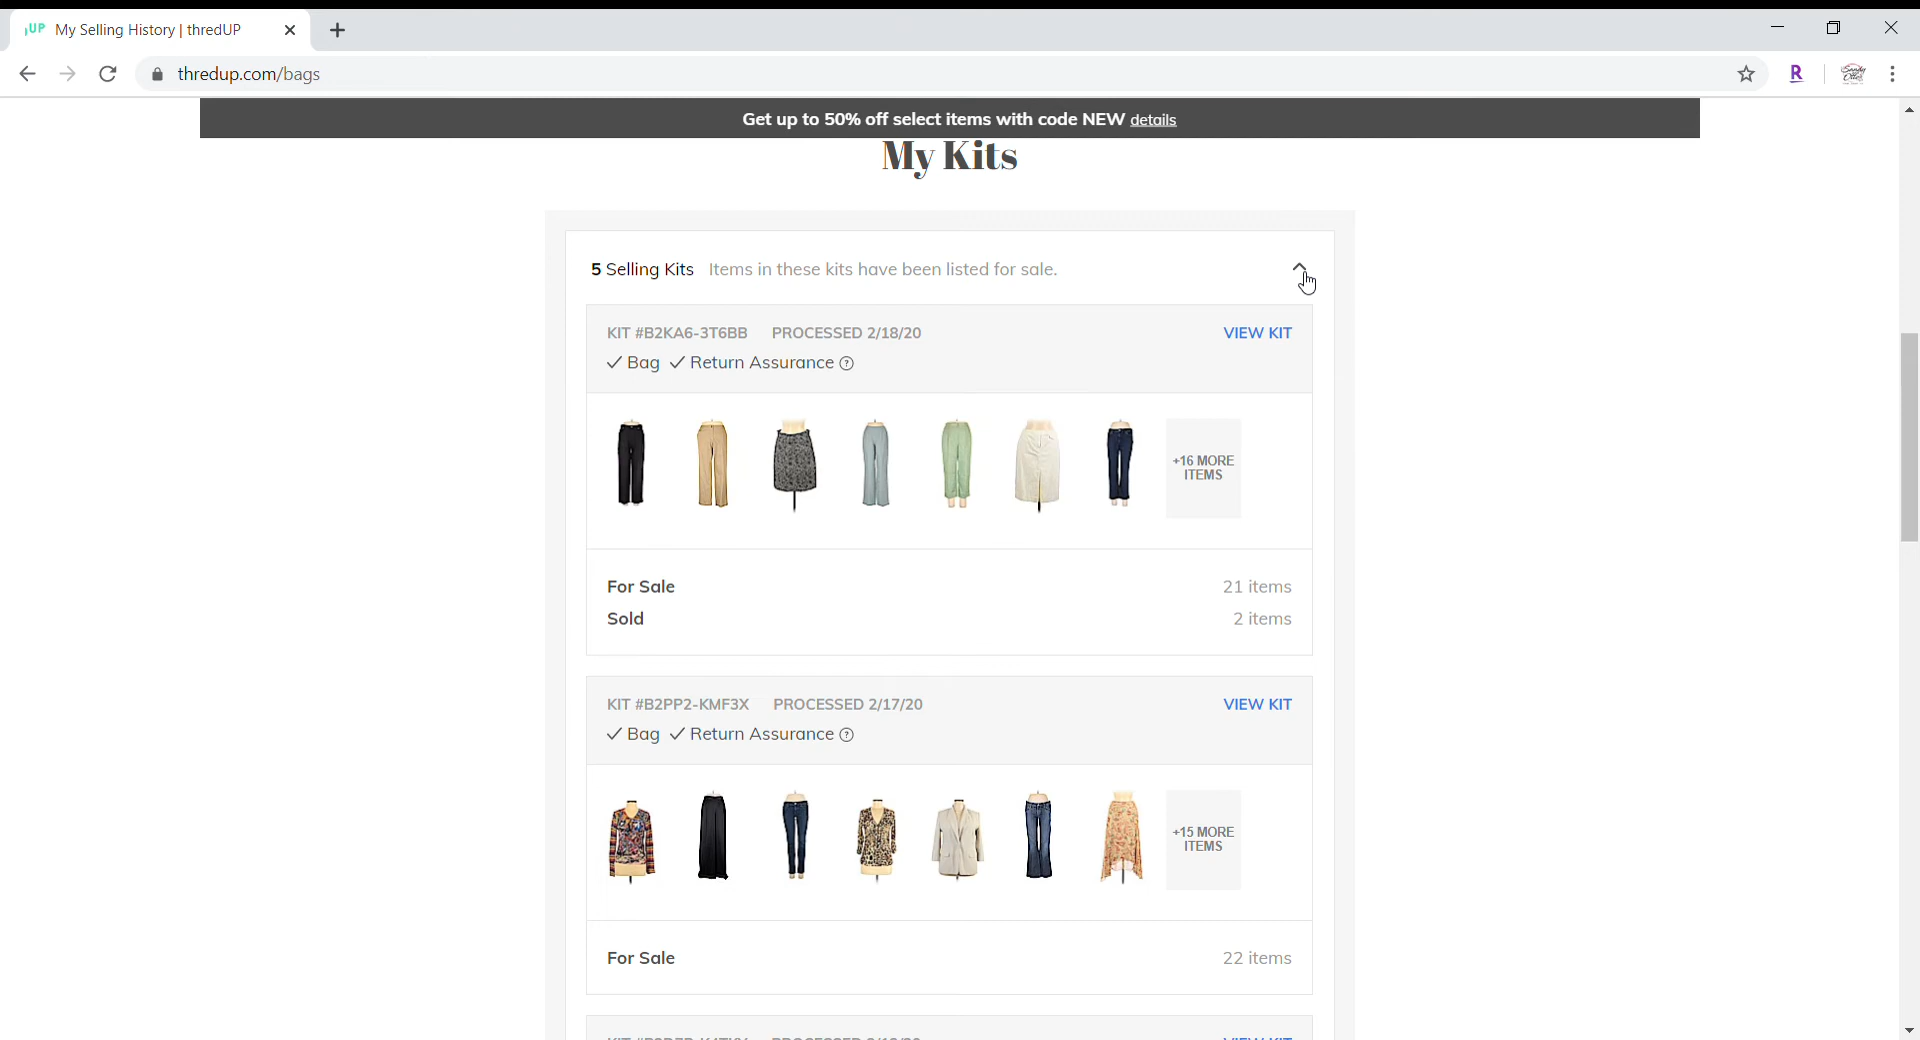 UP My Selling History | thredUP
thredup.com/bags
R
Get up to 50% off select items with code NEW details
My Kits
5 Selling Kits Items in these kits have been listed for sale.
KIT #B2KA6-3T6BB PROCESSED 2/18/20 VIEW KIT
✓ Bag ✓ Return Assurance ?
+16 MORE
ITEMS
For Sale 21 items
Sold 2 items
KIT #B2PP2-KMF3X PROCESSED 2/17/20 VIEW KIT
✓ Bag ✓ Return Assurance ?
+15 MORE
ITEMS
For Sale 22 items